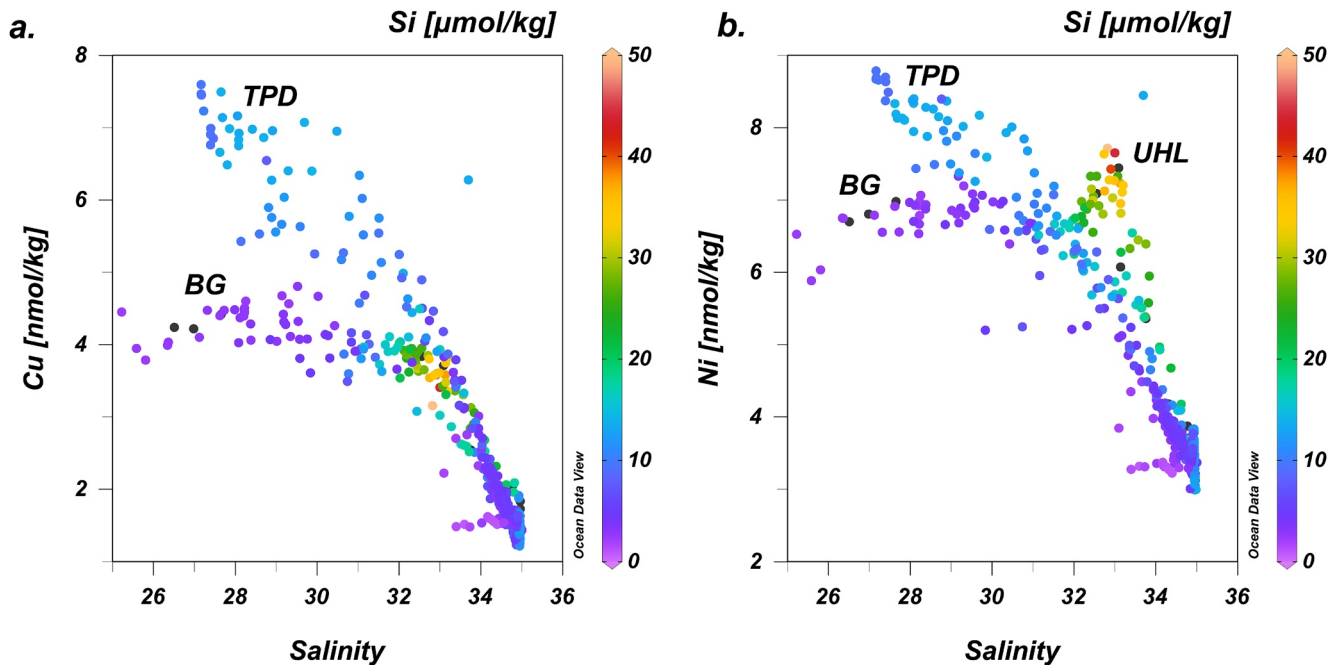 a.
Si [µmol/kg]
8
6
4
2
Cu [nmol/kg]
TPD
BG
26 28 30 32 34 36
Salinity
Ocean Data View
50
40
30
20
10
0
b.
Si [µmol/kg]
8
6
4
2
Ni [nmol/kg]
TPD
UHL
BG
26 28 30 32 34 36
Salinity
Ocean Data View
50
40
30
20
10
0